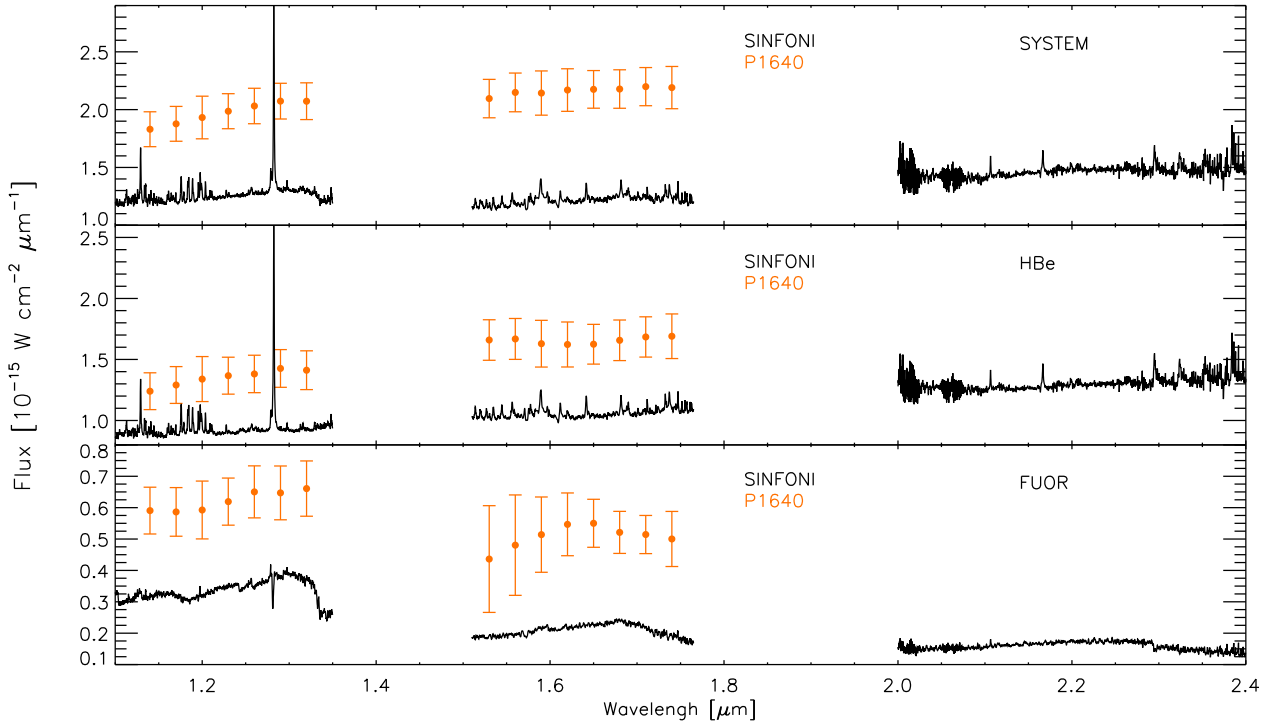 2.5
2.0
1.5
1.0
SINFONI
P1640
SYSTEM
2.5
2.0
1.5
1.0
SINFONI
P1640
HBe
0.8
0.7
0.6
0.5
0.4
0.3
0.2
0.1
SINFONI
P1640
FUOR
Flux [10⁻¹⁵ W cm⁻² μm⁻¹]
1.2
1.4
1.6
1.8
2.0
2.2
2.4
Wavelengh [μm]